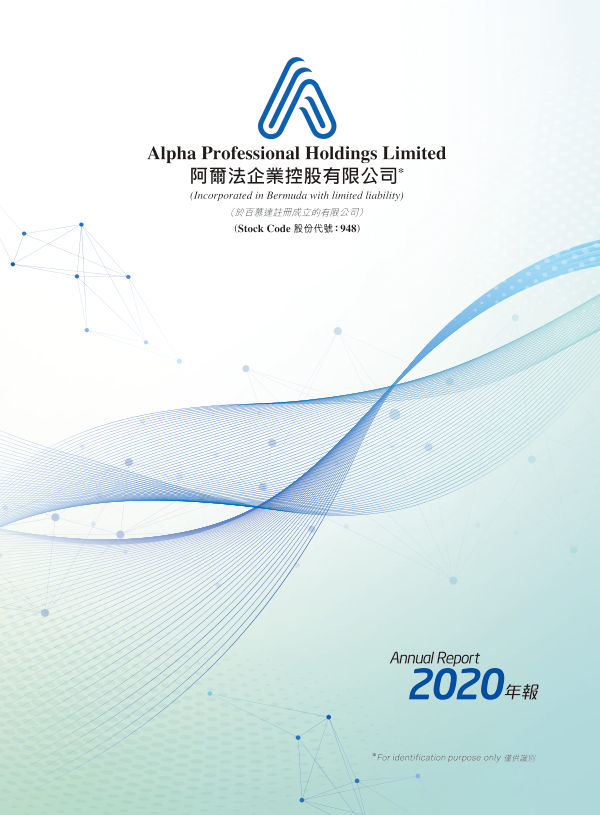 Alpha Professional Holdings Limited
阿爾法企業控股有限公司*
(Incorporated in Bermuda with limited liability)
(於百慕達註冊成立的有限公司)
(Stock Code 股份代號：948)
Annual Report
2020年報
*For identification purpose only 僅供識別